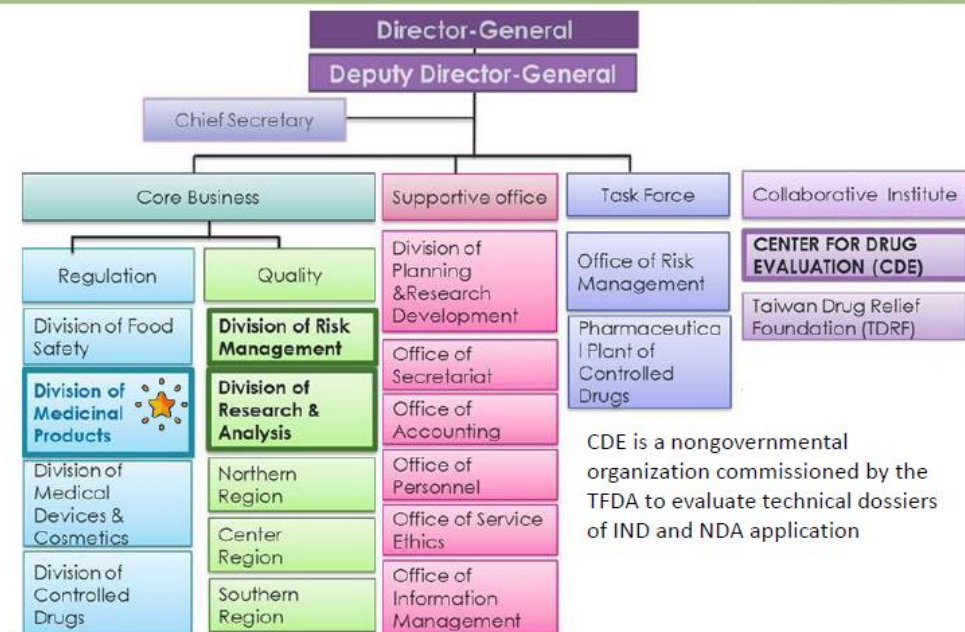 Director-General
Deputy Director-General
Chief Secretary
Core Business
Supportive office
Task Force
Collaborative Institute
Regulation
Division of Food
Safety
Division of
Medicinal
Products
Division of
Medical
Devices &
Cosmetics
Division of
Controlled
Drugs
Quality
Division of Risk
Management
Division of
Research &
Analysis
Northern
Region
Center
Region
Southern
Region
Division of
Planning
&Research
Development
Office of
Secretariat
Office of
Accounting
Office of
Personnel
Office of Service
Ethics
Office of
Information
Management
Office of Risk
Management
Pharmaceutica
l Plant of
Controlled
Drugs
CENTER FOR DRUG
EVALUATION (CDE)
Taiwan Drug Relief
Foundation (TDRF)
CDE is a nongovernmental
organization commissioned by the
TFDA to evaluate technical dossiers
of IND and NDA application